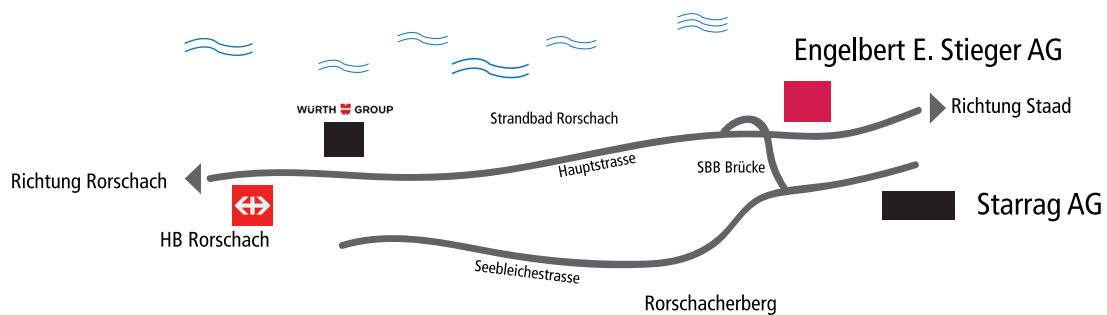 Engelbert E. Stieger AG
WÜRTH GROUP
Strandbad Rorschach
Richtung Staad
Hauptstrasse
SBB Brücke
Richtung Rorschach
HB Rorschach
Starrag AG
Seebleichestrasse
Rorschacherberg